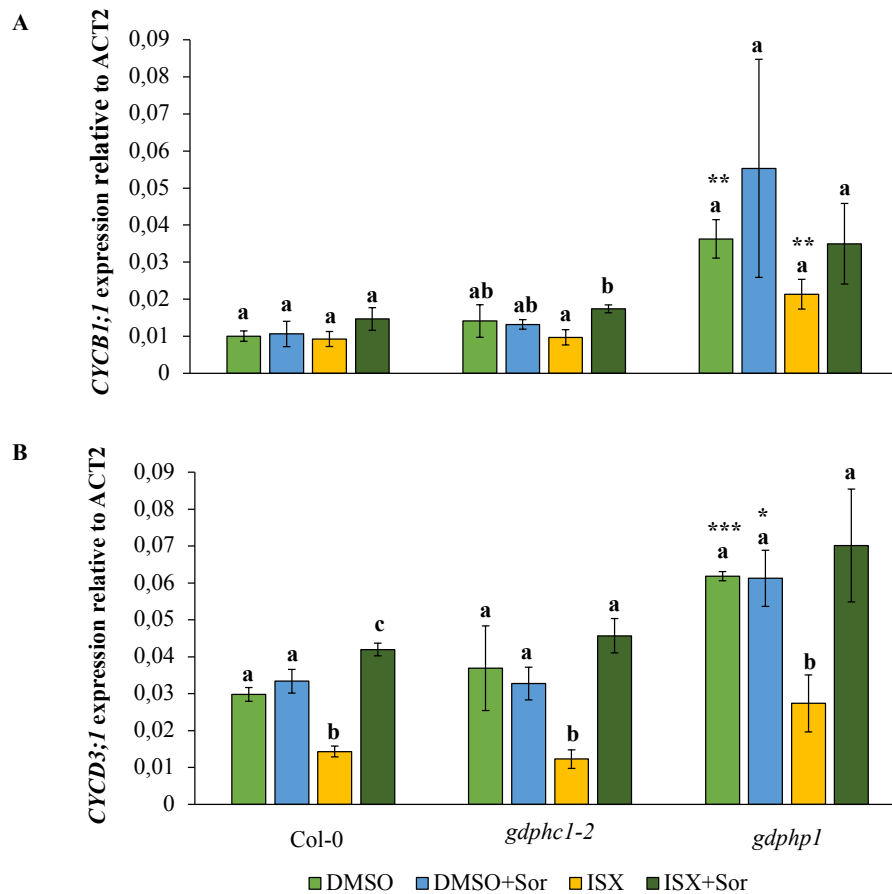 A
CYCB1;1 expression relative to ACT2
0,09
0,08
0,07
0,06
0,05
0,04
0,03
0,02
0,01
0
a
a
a
a
ab
ab
a
b
**
a
a
**
a
a
B
CYCD3;1 expression relative to ACT2
0,09
0,08
0,07
0,06
0,05
0,04
0,03
0,02
0,01
0
a
a
b
c
a
a
b
a
***
a
*
a
b
a
Col-0
gdphc1-2
gdphp1
DMSO DMSO+Sor ISX ISX+Sor